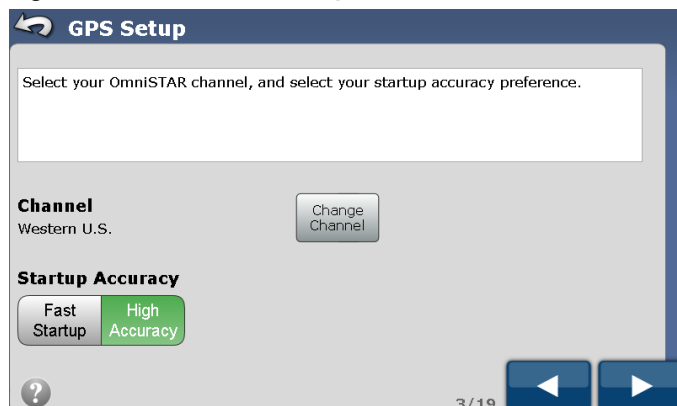 GPS Setup
Select your OmniSTAR channel, and select your startup accuracy preference.
Channel
Western U.S.
Change
Channel
Startup Accuracy
Fast
Startup
High
Accuracy
?
3/19